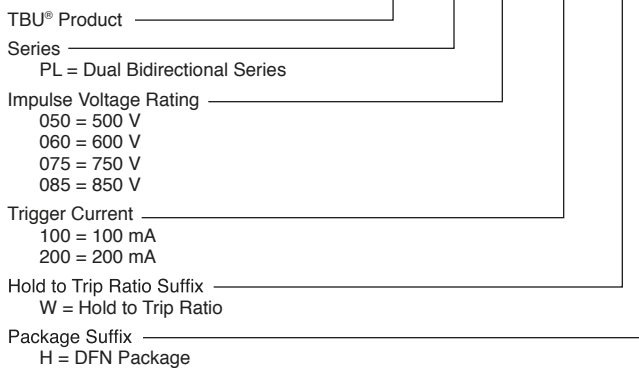 TBU® Product
Series
PL = Dual Bidirectional Series
Impulse Voltage Rating
050 = 500 V
060 = 600 V
075 = 750 V
085 = 850 V
Trigger Current
100 = 100 mA
200 = 200 mA
Hold to Trip Ratio Suffix
W = Hold to Trip Ratio
Package Suffix
H = DFN Package